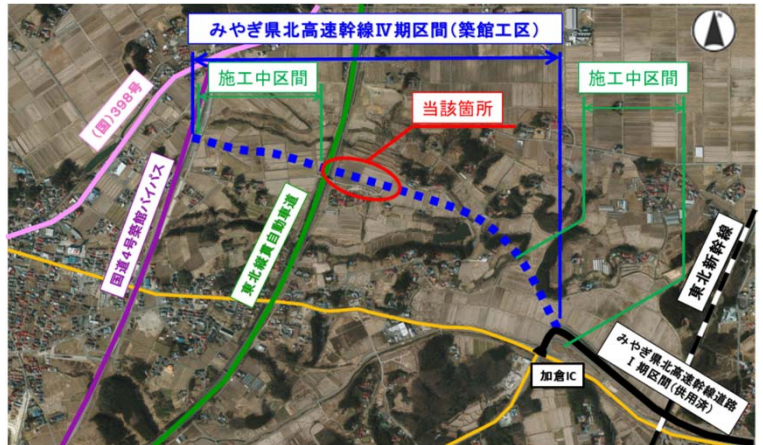 みやぎ県北高速幹線Ⅳ期区間(築館工区)
施工中区間
施工中区間
当該箇所
(国)398号
国道4号築館バイパス
東北縦貫自動車道
東北新幹線
みやぎ県北高速幹線道路
Ⅰ期区間(供用済)
加倉IC